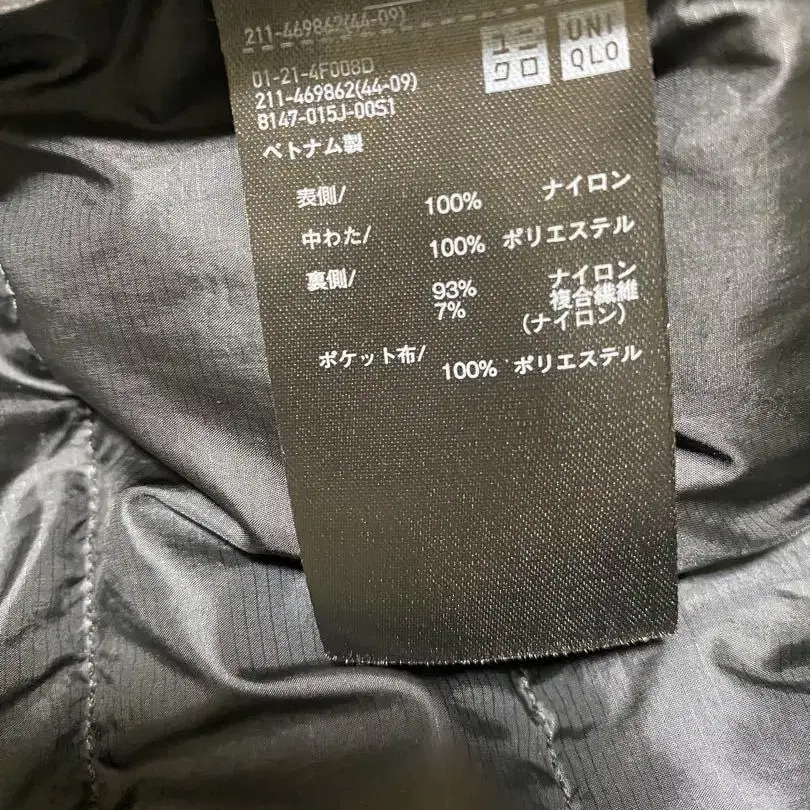 211-469862(44-09)
ユニ
クロ
UNI
QLO
01-21-4F008D
211-469862(44-09)
8147-015J-00S1
ベトナム製
表側/ 100% ナイロン
中わた/ 100% ポリエステル
裏側/ 93% ナイロン
7% 複合繊維
(ナイロン)
ポケット布/ 100% ポリエステル